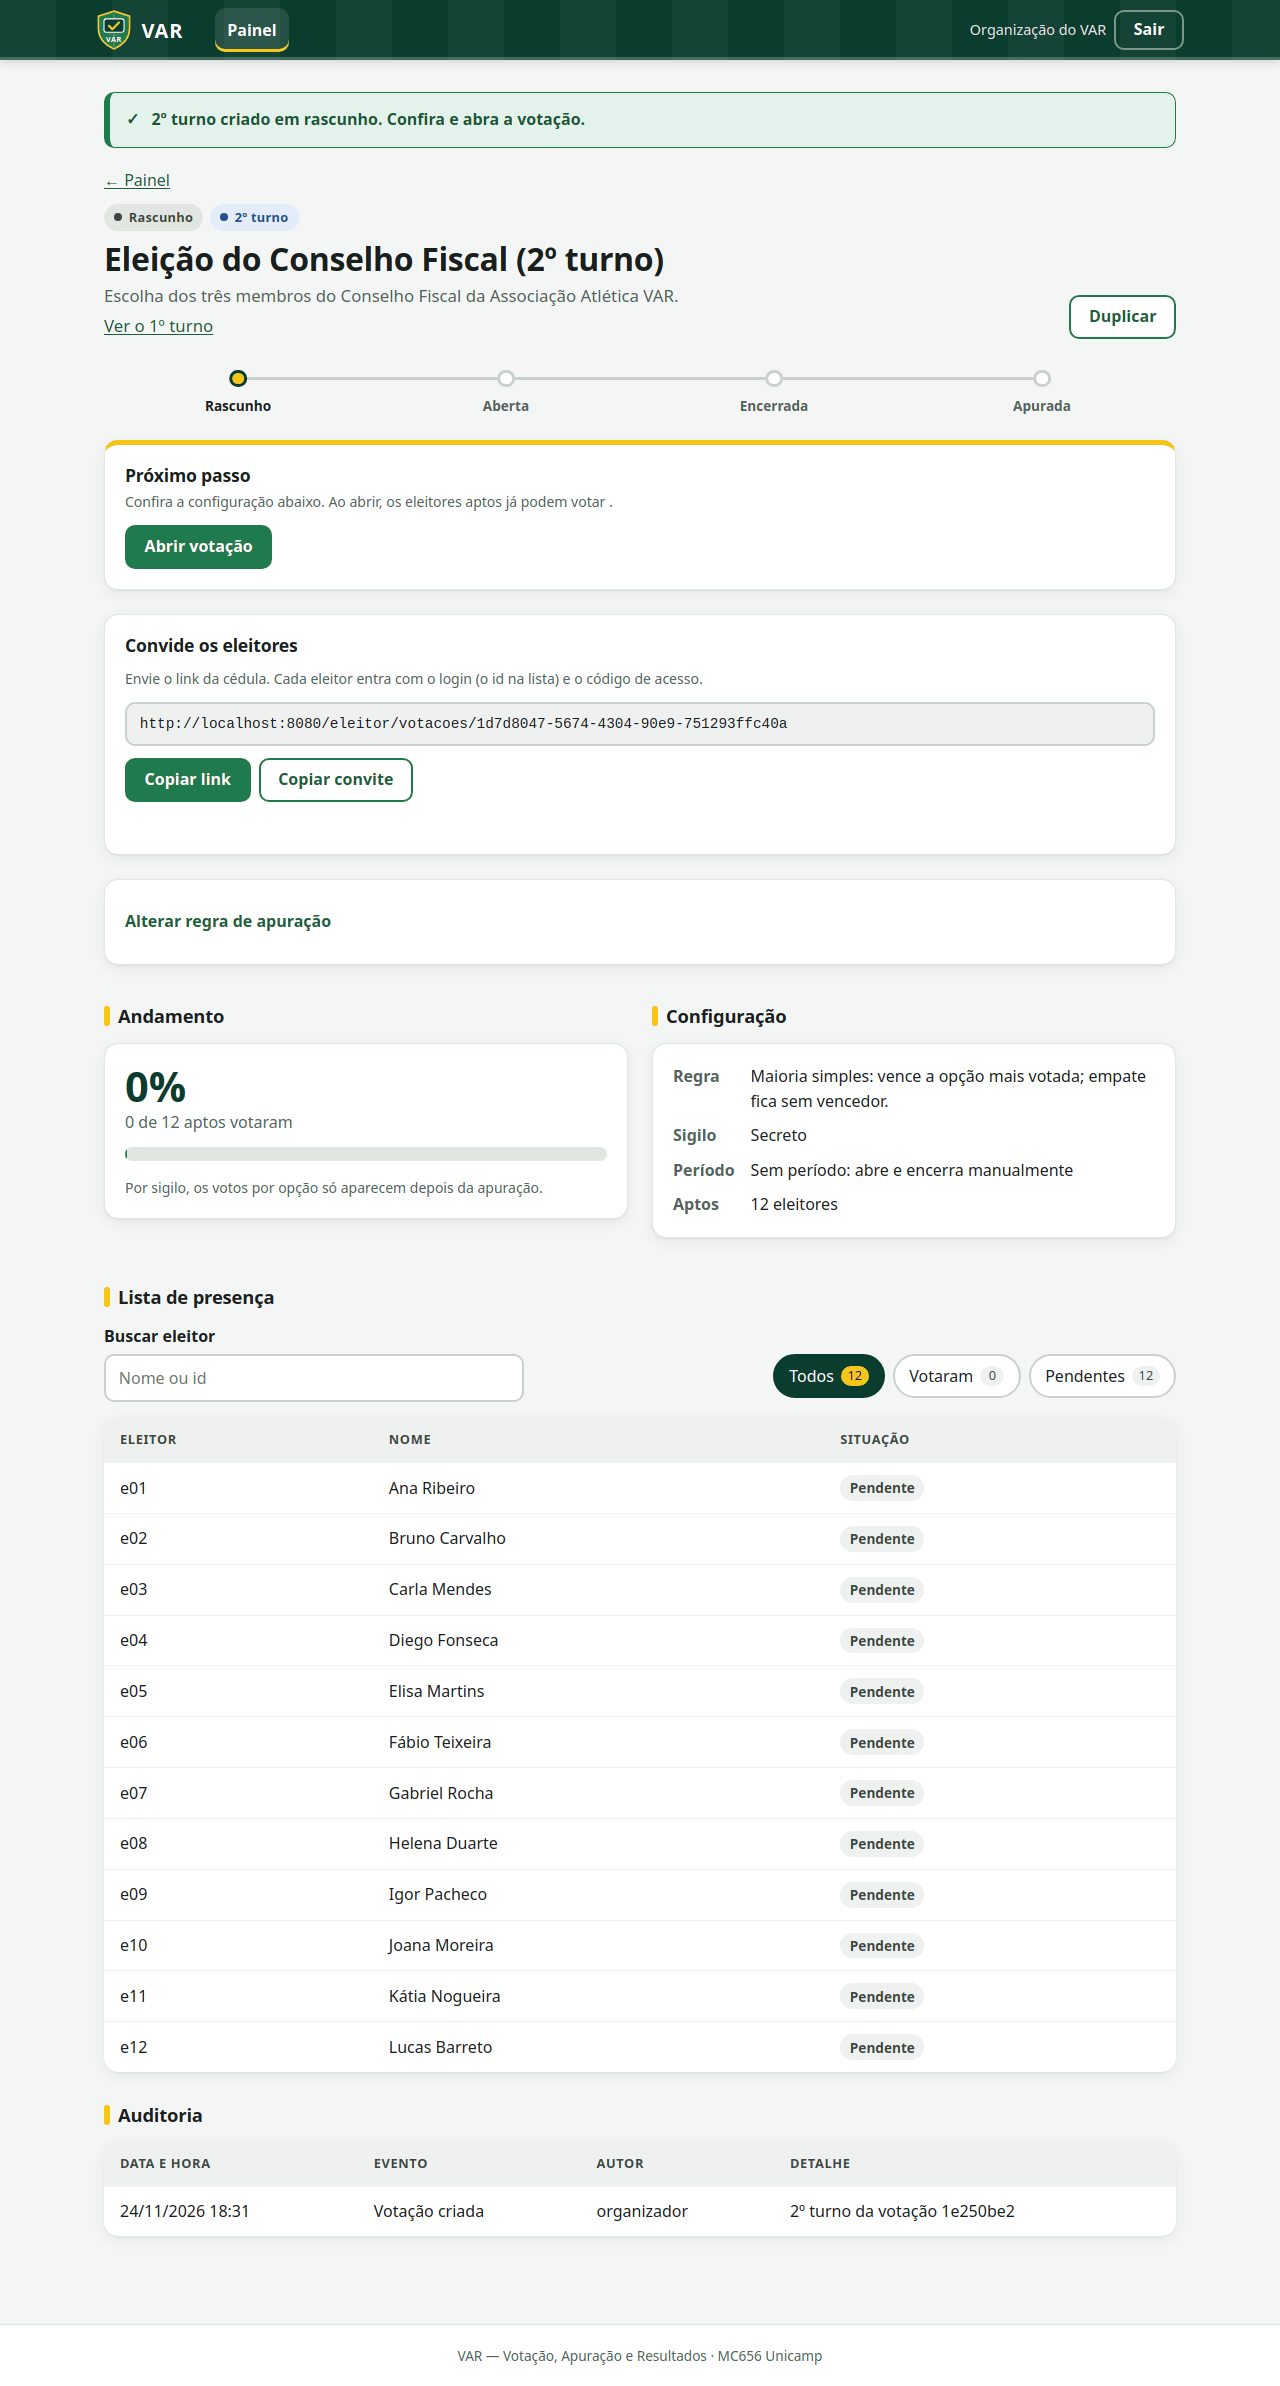 VAR
VAR
Painel
Organização do VAR
Sair
✓ 2º turno criado em rascunho. Confira e abra a votação.
← Painel
Rascunho
2º turno
Eleição do Conselho Fiscal (2º turno)
Escolha dos três membros do Conselho Fiscal da Associação Atlética VAR.
Ver o 1º turno
Duplicar
Rascunho
Aberta
Encerrada
Apurada
Próximo passo
Confira a configuração abaixo. Ao abrir, os eleitores aptos já podem votar .
Abrir votação
Convide os eleitores
Envie o link da cédula. Cada eleitor entra com o login (o id na lista) e o código de acesso.
http://localhost:8080/eleitor/votacoes/1d7d8047-5674-4304-90e9-751293ffc40a
Copiar link
Copiar convite
Alterar regra de apuração
Andamento
0%
0 de 12 aptos votaram
Por sigilo, os votos por opção só aparecem depois da apuração.
Configuração
Regra Maioria simples: vence a opção mais votada; empate
fica sem vencedor.
Sigilo Secreto
Período Sem período: abre e encerra manualmente
Aptos 12 eleitores
Lista de presença
Buscar eleitor
Nome ou id
Todos 12
Votaram 0
Pendentes 12
ELEITOR NOME SITUAÇÃO
e01 Ana Ribeiro Pendente
e02 Bruno Carvalho Pendente
e03 Carla Mendes Pendente
e04 Diego Fonseca Pendente
e05 Elisa Martins Pendente
e06 Fábio Teixeira Pendente
e07 Gabriel Rocha Pendente
e08 Helena Duarte Pendente
e09 Igor Pacheco Pendente
e10 Joana Moreira Pendente
e11 Kátia Nogueira Pendente
e12 Lucas Barreto Pendente
Auditoria
DATA E HORA EVENTO AUTOR DETALHE
24/11/2026 18:31 Votação criada organizador 2º turno da votação 1e250be2
VAR — Votação, Apuração e Resultados · MC656 Unicamp